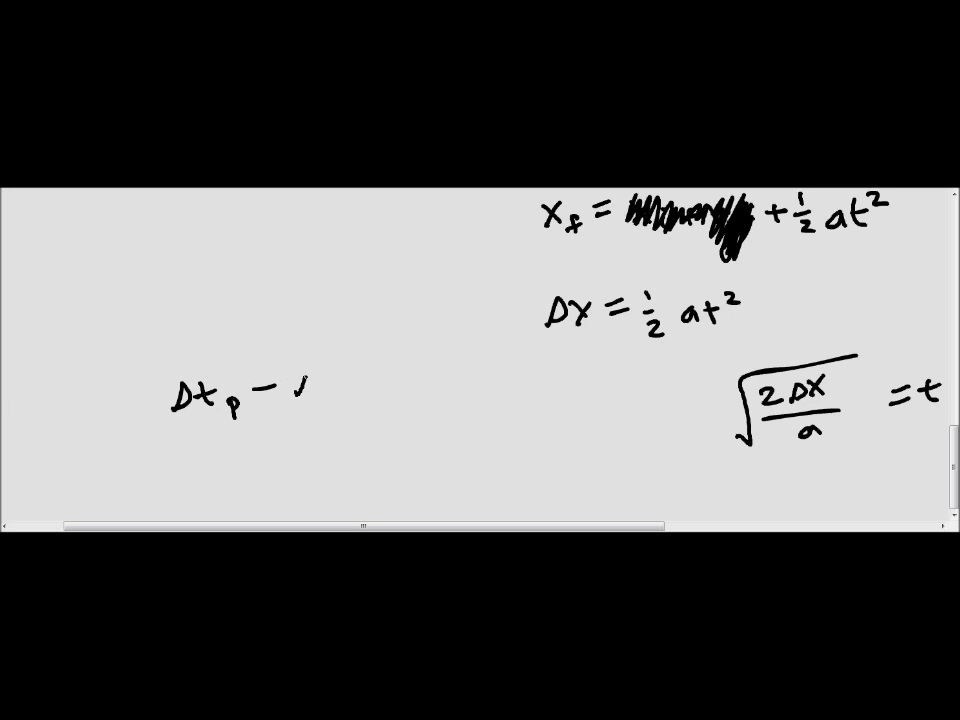 x_f = + 1/2 at²
Δx = 1/2 at²
√(2Δx/a) = t
Δt_p -